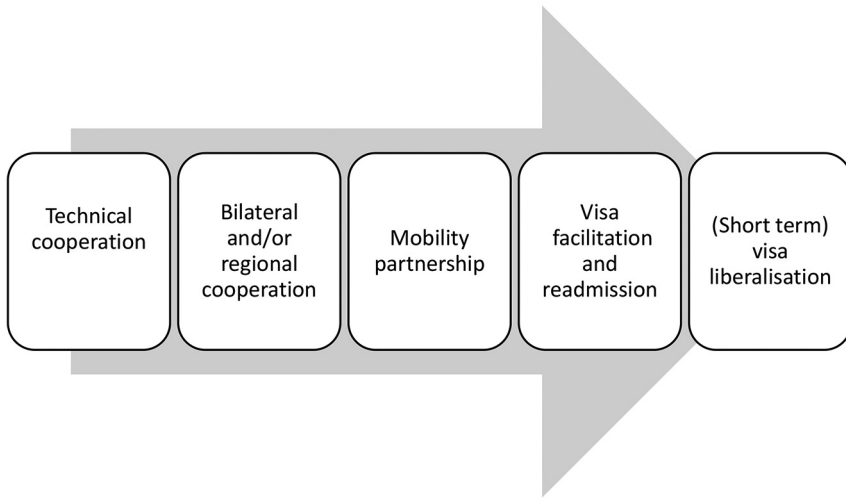 Technical
cooperation
Bilateral
and/or
regional
cooperation
Mobility
partnership
Visa
facilitation
and
readmission
(Short term)
visa
liberalisation